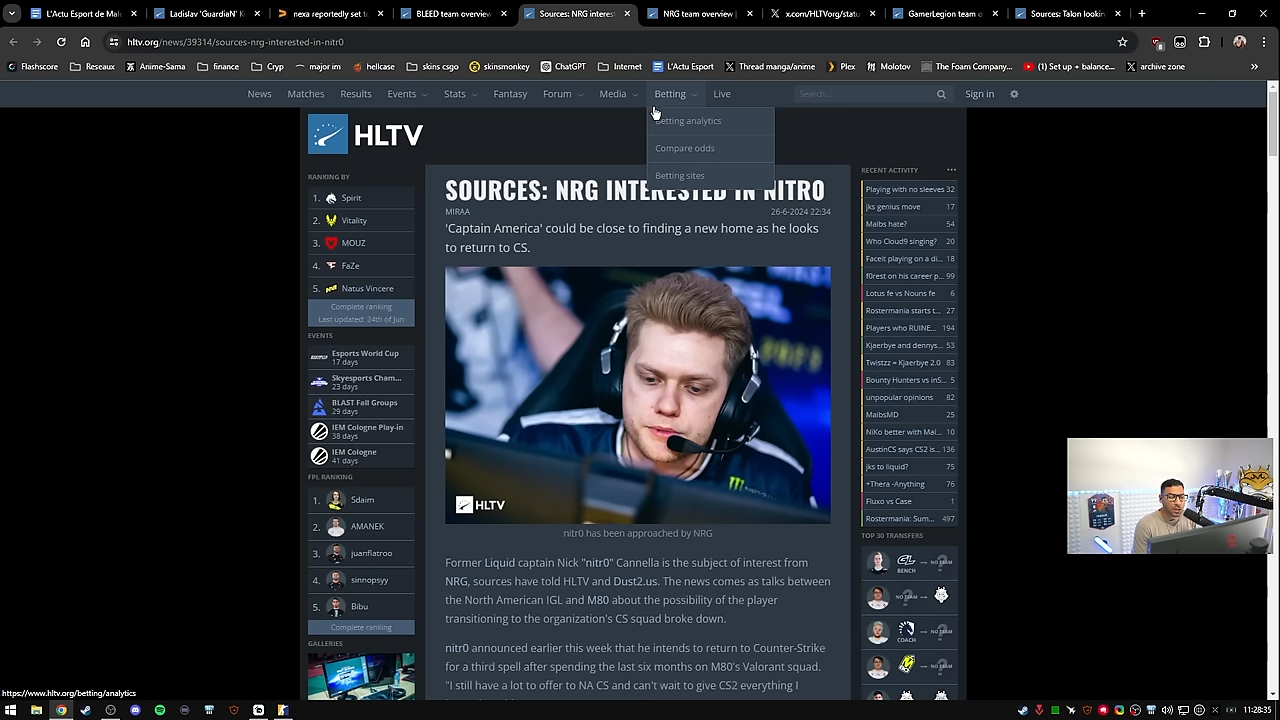 L'Actu Esport de Ma
Ladislav 'GuardiaN' K
nexa reportedly set to
BLEED team overview
Sources: NRG interes
NRG team overview
x.com/HLTVorg/statu
GamerLegion team o
Sources: Talon lookin
hltv.org/news/39314/sources-nrg-interested-in-nitr0
Flashscore
Reseaux
Anime-Sama
finance
Cryp
major im
hellcase
skins csgo
skinsmonkey
ChatGPT
Internet
L'Actu Esport
Thread manga/anime
Plex
Molotov
The Foam Company...
(1) Set up + balance...
archive zone
News
Matches
Results
Events
Stats
Fantasy
Forum
Media
Betting
Live
Search...
Sign in
Betting analytics
Compare odds
Betting sites
HLTV
RANKING BY
1. Spirit
2. Vitality
3. MOUZ
4. FaZe
5. Natus Vincere
Complete ranking
Last updated: 24th of Jun
EVENTS
Esports World Cup
17 days
Skyesports Cham...
23 days
BLAST Fall Groups
29 days
IEM Cologne Play-in
38 days
IEM Cologne
41 days
FPL RANKING
1. Sdaim
2. AMANEK
3. juanflatroo
4. sinnopsyy
5. Bibu
Complete ranking
GALLERIES
SOURCES: NRG INTERESTED IN NITR0
MIRAA
26-6-2024 22:34
'Captain America' could be close to finding a new home as he looks
to return to CS.
HLTV
nitr0 has been approached by NRG
Former Liquid captain Nick "nitr0" Cannella is the subject of interest from
NRG, sources have told HLTV and Dust2.us. The news comes as talks between
the North American IGL and M80 about the possibility of the player
transitioning to the organization's CS squad broke down.
nitr0 announced earlier this week that he intends to return to Counter-Strike
for a third spell after spending the last six months on M80's Valorant squad.
"I still have a lot to offer to NA CS and can't wait to give CS2 everything I
RECENT ACTIVITY
Playing with no sleeves 32
jks genius move 17
Maibs hate? 54
Who Cloud9 singing? 20
Faceit playing on a di... 18
f0rest on his career p... 99
Lotus fe vs Nouns fe 6
Rostermania starts t... 27
Players who RUINE... 194
Kjaerbye and dennys... 53
Twistzz = Kjaerbye 2.0 83
Bounty Hunters vs inS... 5
unpopular opinions 82
MaibsMD 25
NiKo better with Mai... 10
AustinCS says CS2 is... 136
jks to liquid? 75
+Thera -Anything 76
Fluxo vs Case 1
Rostermania: Sum... 497
TOP 30 TRANSFERS
BENCH
NO TEAM
NO TEAM
NO TEAM
COACH
NO TEAM
NO TEAM
https://www.hltv.org/betting/analytics
11:28:35